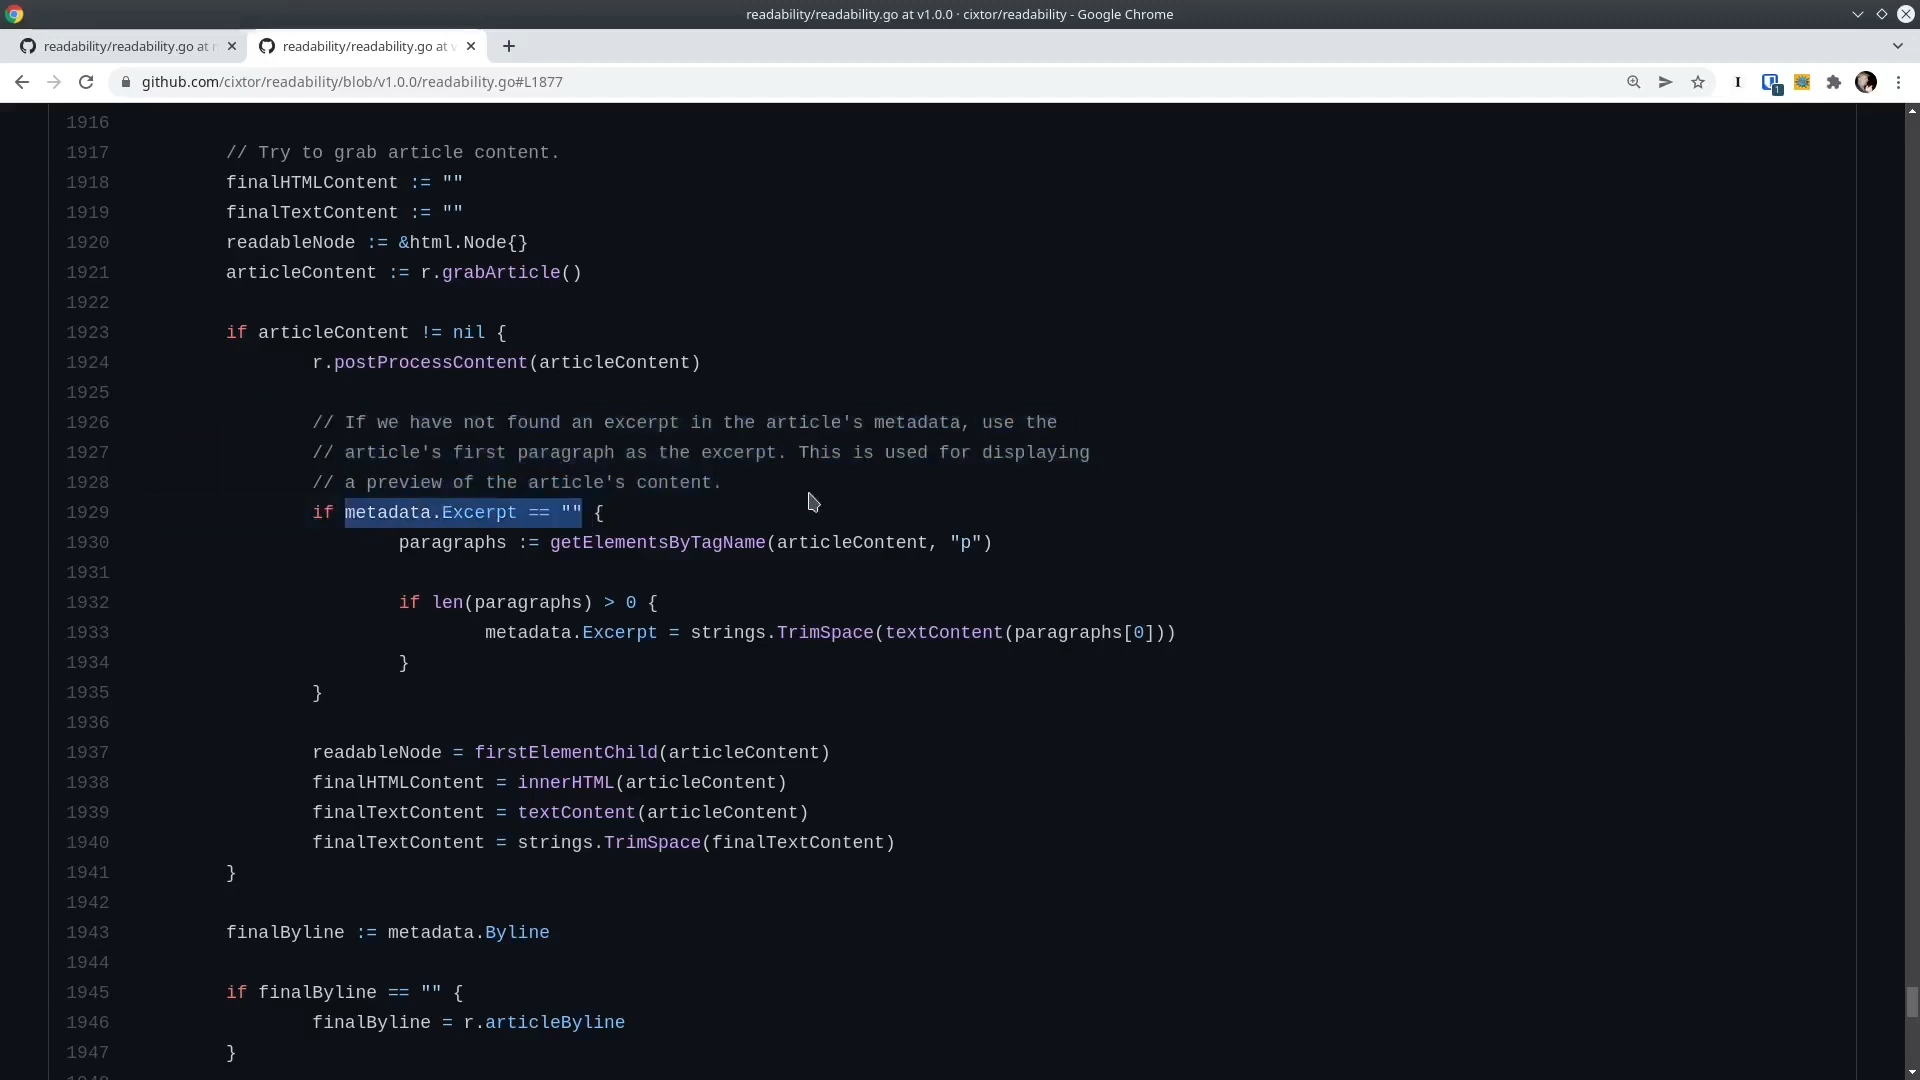 readability/readability.go at v1.0.0 · cixtor/readability - Google Chrome
readability/readability.go at
readability/readability.go at v
github.com/cixtor/readability/blob/v1.0.0/readability.go#L1877
I
1
1916
1917 // Try to grab article content.
1918 finalHTMLContent := ""
1919 finalTextContent := ""
1920 readableNode := &html.Node{}
1921 articleContent := r.grabArticle()
1922
1923 if articleContent != nil {
1924 r.postProcessContent(articleContent)
1925
1926 // If we have not found an excerpt in the article's metadata, use the
1927 // article's first paragraph as the excerpt. This is used for displaying
1928 // a preview of the article's content.
1929 if metadata.Excerpt == "" {
1930 paragraphs := getElementsByTagName(articleContent, "p")
1931
1932 if len(paragraphs) > 0 {
1933 metadata.Excerpt = strings.TrimSpace(textContent(paragraphs[0]))
1934 }
1935 }
1936
1937 readableNode = firstElementChild(articleContent)
1938 finalHTMLContent = innerHTML(articleContent)
1939 finalTextContent = textContent(articleContent)
1940 finalTextContent = strings.TrimSpace(finalTextContent)
1941 }
1942
1943 finalByline := metadata.Byline
1944
1945 if finalByline == "" {
1946 finalByline = r.articleByline
1947 }